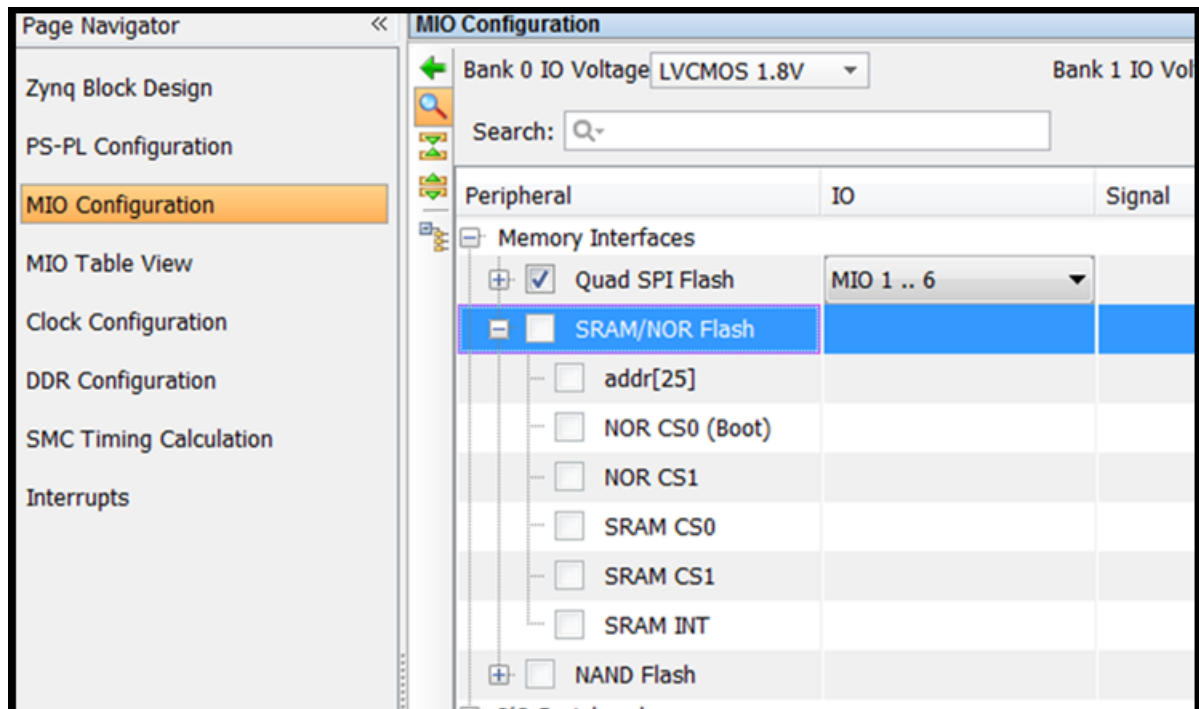 Page Navigator «
Zynq Block Design
PS-PL Configuration
MIO Configuration
MIO Table View
Clock Configuration
DDR Configuration
SMC Timing Calculation
Interrupts
MIO Configuration
Bank 0 IO Voltage LVCMOS 1.8V Bank 1 IO Vol
Search:
Peripheral IO Signal
Memory Interfaces
Quad SPI Flash MIO 1 .. 6
SRAM/NOR Flash
addr[25]
NOR CS0 (Boot)
NOR CS1
SRAM CS0
SRAM CS1
SRAM INT
NAND Flash